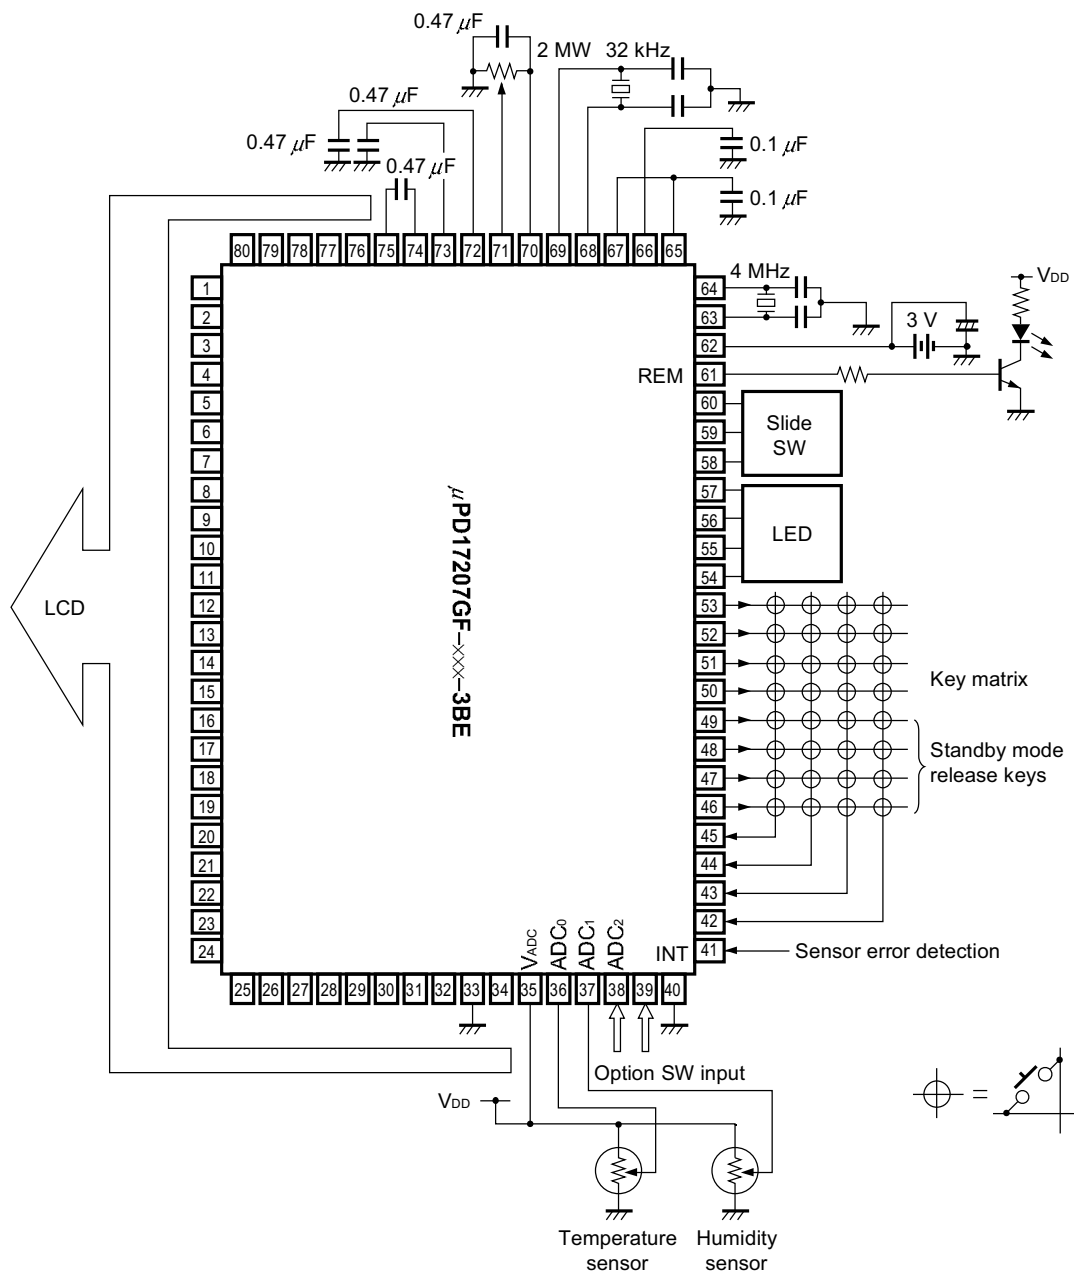 0.47 μF
2 MW 32 kHz
0.47 μF
0.47 μF
0.47 μF
0.1 μF
0.1 μF
80 79 78 77 76 75 74 73 72 71 70 69 68 67 66 65
1
2
3
4
5
6
7
8
9
10
11
12
13
14
15
16
17
18
19
20
21
22
23
24
LCD
μPD17207GF-×××-3BE
64
63
62
61
60
59
58
57
56
55
54
53
52
51
50
49
48
47
46
45
44
43
42
41
4 MHz
VDD
3 V
REM
Slide
SW
LED
Key matrix
Standby mode
release keys
VADC
ADC0
ADC1
ADC2
INT
Sensor error detection
25 26 27 28 29 30 31 32 33 34 35 36 37 38 39 40
Option SW input
VDD
=
Temperature
sensor
Humidity
sensor